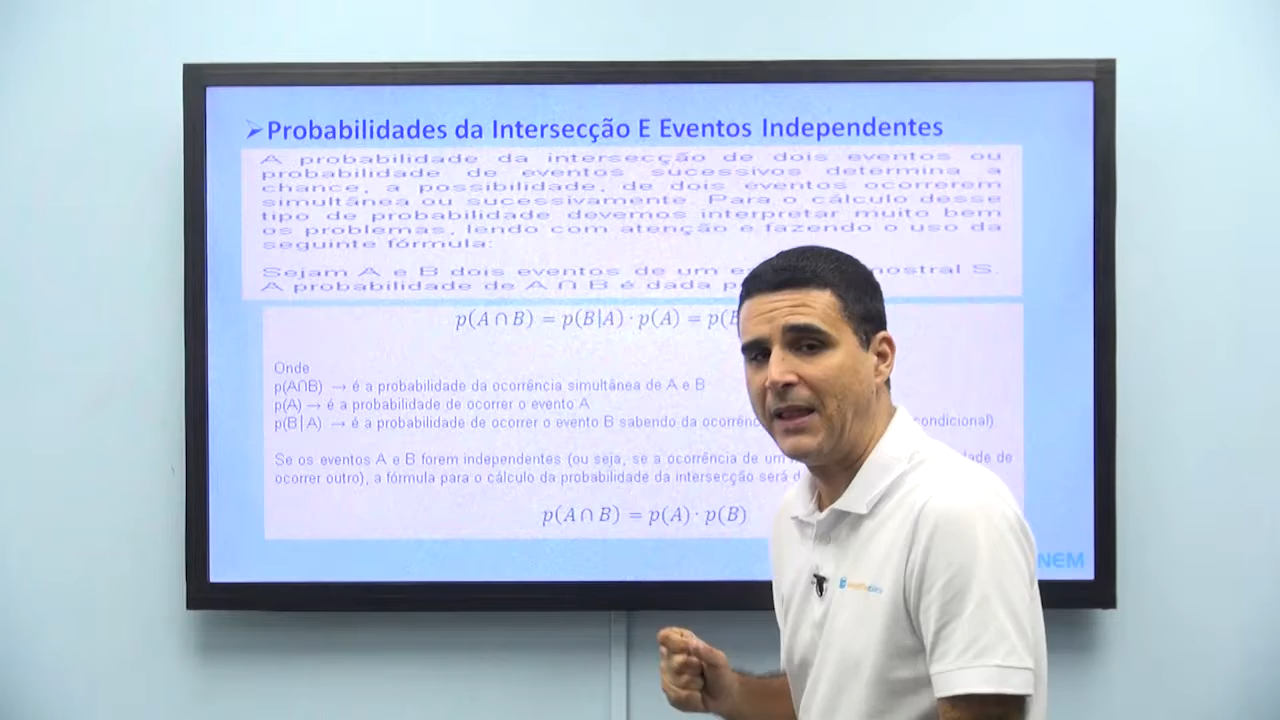 ➢Probabilidades da Intersecção E Eventos Independentes
A probabilidade da intersecção de dois eventos ou
probabilidade de eventos sucessivos determina a
chance, a possibilidade, de dois eventos ocorrerem
simultânea ou sucessivamente. Para o cálculo desse
tipo de probabilidade devemos interpretar muito bem
os problemas, lendo com atenção e fazendo o uso da
seguinte fórmula:
Sejam A e B dois eventos de um mostral S.
A probabilidade de A ∩ B é dada
p(A ∩ B) = p(B|A) · p(A) = p(B
Onde
p(A∩B) → é a probabilidade da ocorrência simultânea de A e B
p(A) → é a probabilidade de ocorrer o evento A
p(B|A) → é a probabilidade de ocorrer o evento B sabendo da condicional)
Se os eventos A e B forem independentes (ou seja, se a ocorrência de um de
ocorrer outro), a fórmula para o cálculo da probabilidade da intersecção será
p(A ∩ B) = p(A) · p(B)
NEM